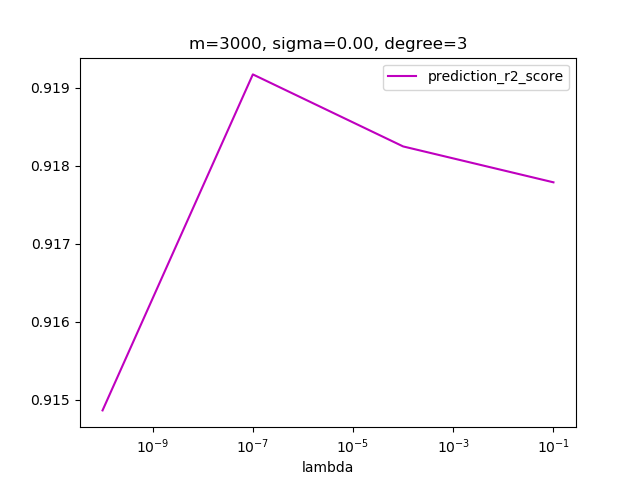 m=3000, sigma=0.00, degree=3
prediction_r2_score
0.919
0.918
0.917
0.916
0.915
10⁻⁹ 10⁻⁷ 10⁻⁵ 10⁻³ 10⁻¹
lambda